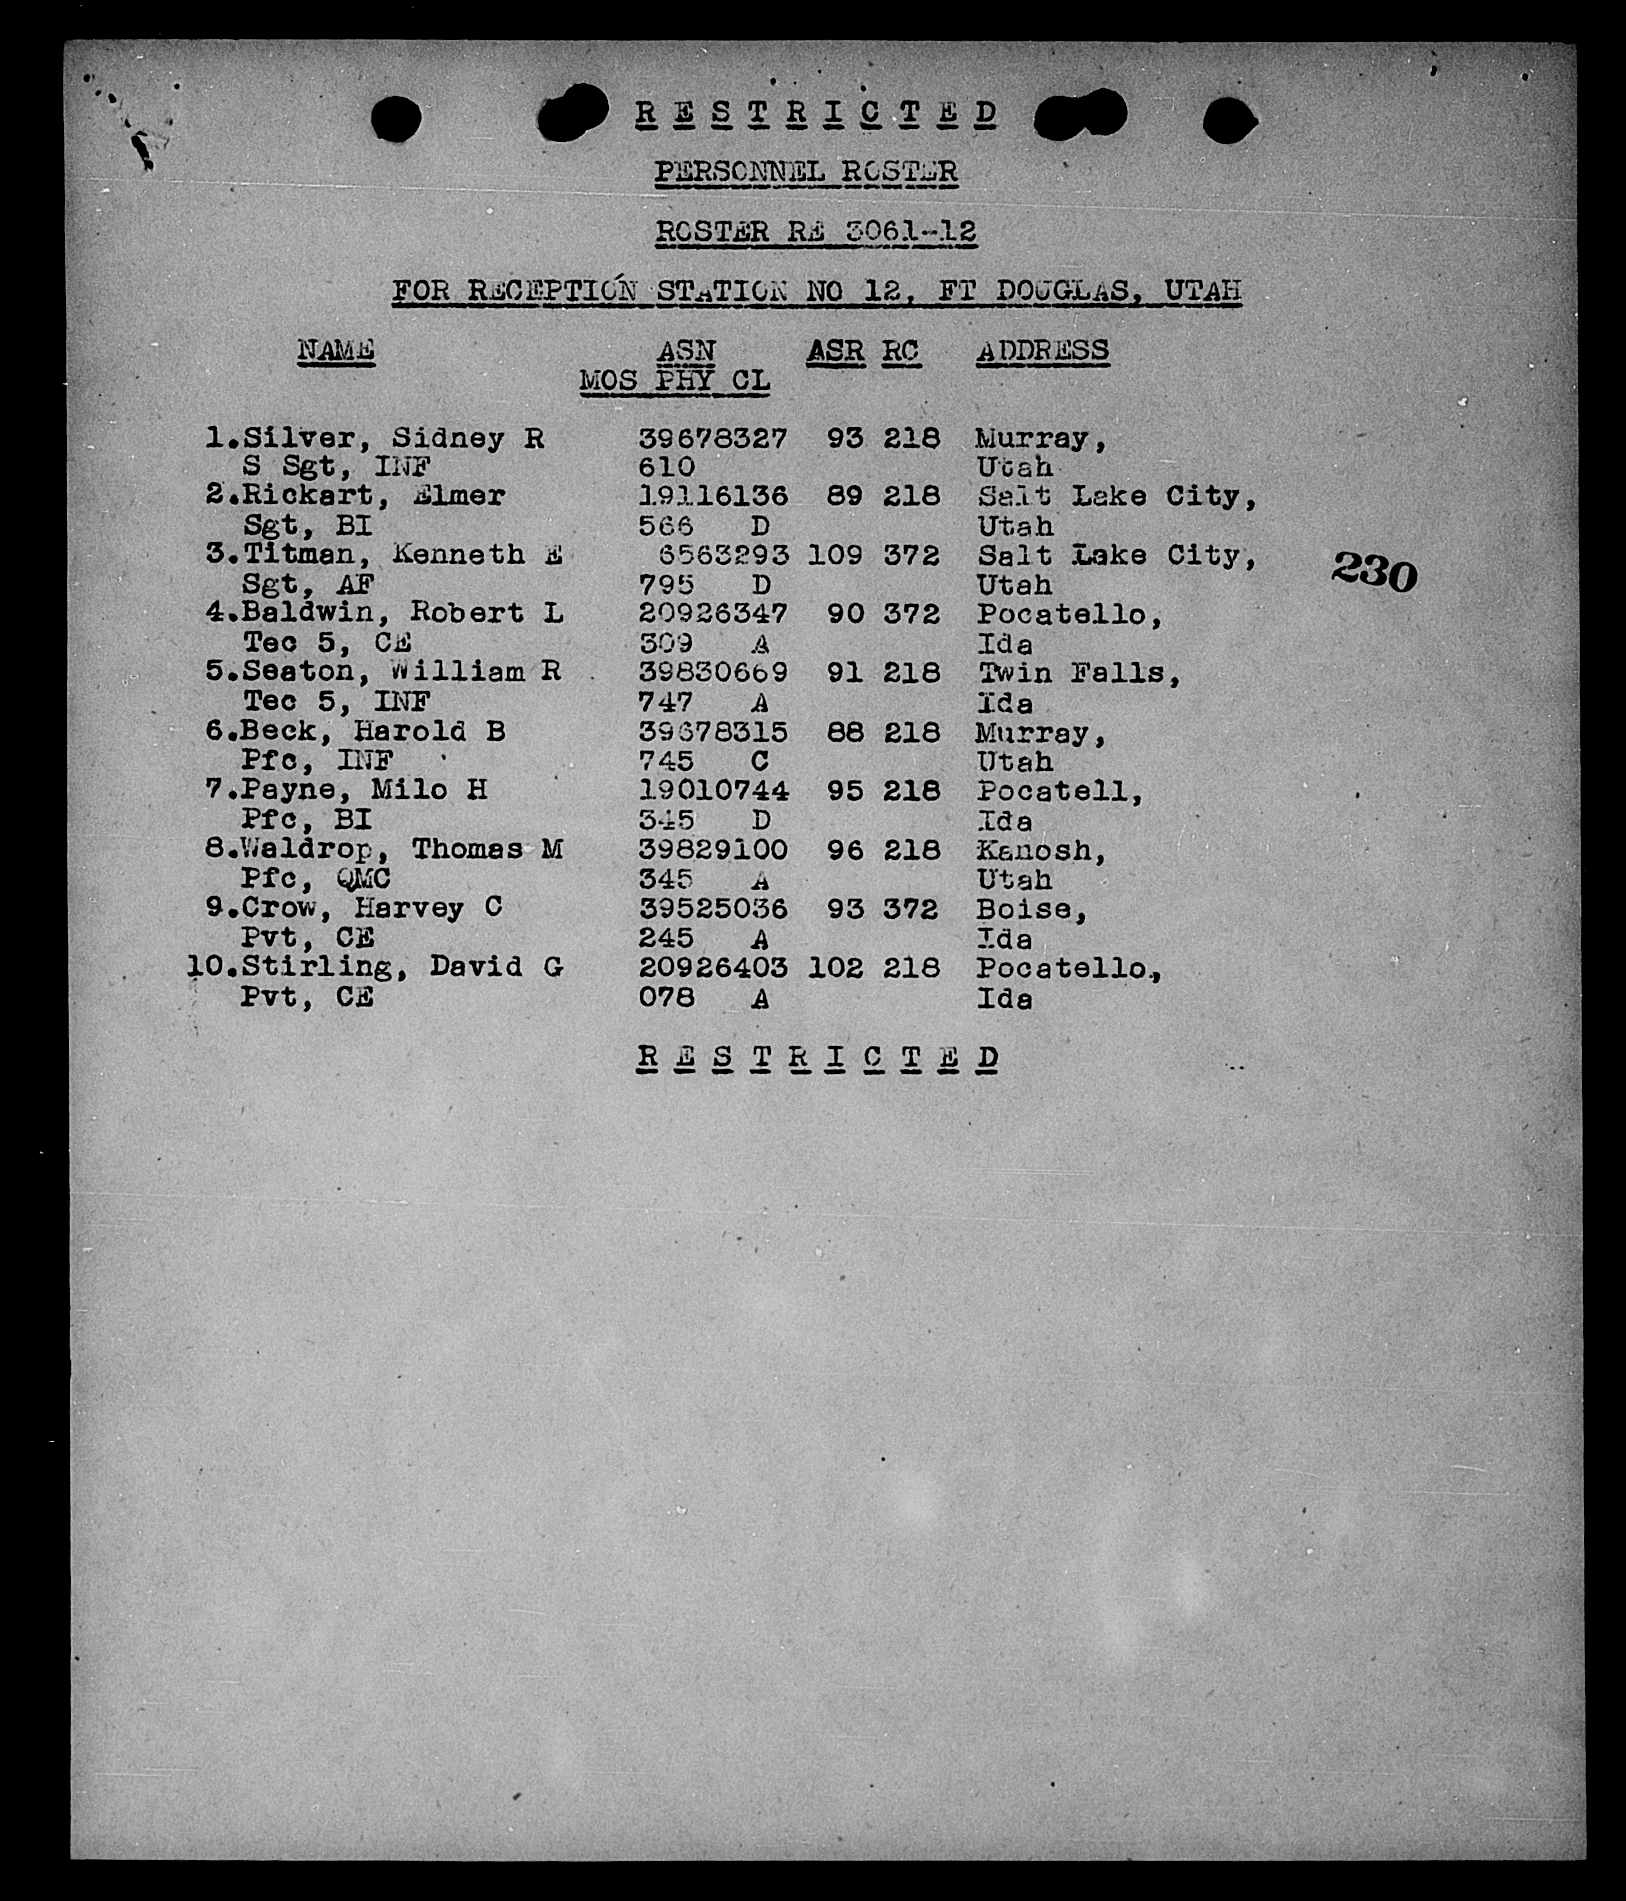 R E S T R I C T E D
PERSONNEL ROSTER
ROSTER RE 3061-12
FOR RECEPTION STATION NO 12, FT DOUGLAS, UTAH
NAME ASN ASR RC ADDRESS
MOS PHY CL
1.Silver, Sidney R 39678327 93 218 Murray,
S Sgt, INF 610 Utah
2.Rickart, Elmer 19116136 89 218 Salt Lake City,
Sgt, BI 566 D Utah
3.Titman, Kenneth E 6563293 109 372 Salt Lake City,
230
Sgt, AF 795 D Utah
4.Baldwin, Robert L 20926347 90 372 Pocatello,
Tec 5, CE 309 A Ida
5.Seaton, William R 39830669 91 218 Twin Falls,
Tec 5, INF 747 A Ida
6.Beck, Harold B 39678315 88 218 Murray,
Pfc, INF 745 C Utah
7.Payne, Milo H 19010744 95 218 Pocatell,
Pfc, BI 345 D Ida
8.Waldrop, Thomas M 39829100 96 218 Kanosh,
Pfc, QMC 345 A Utah
9.Crow, Harvey C 39525036 93 372 Boise,
Pvt, CE 245 A Ida
10.Stirling, David G 20926403 102 218 Pocatello,
Pvt, CE 078 A Ida
R E S T R I C T E D